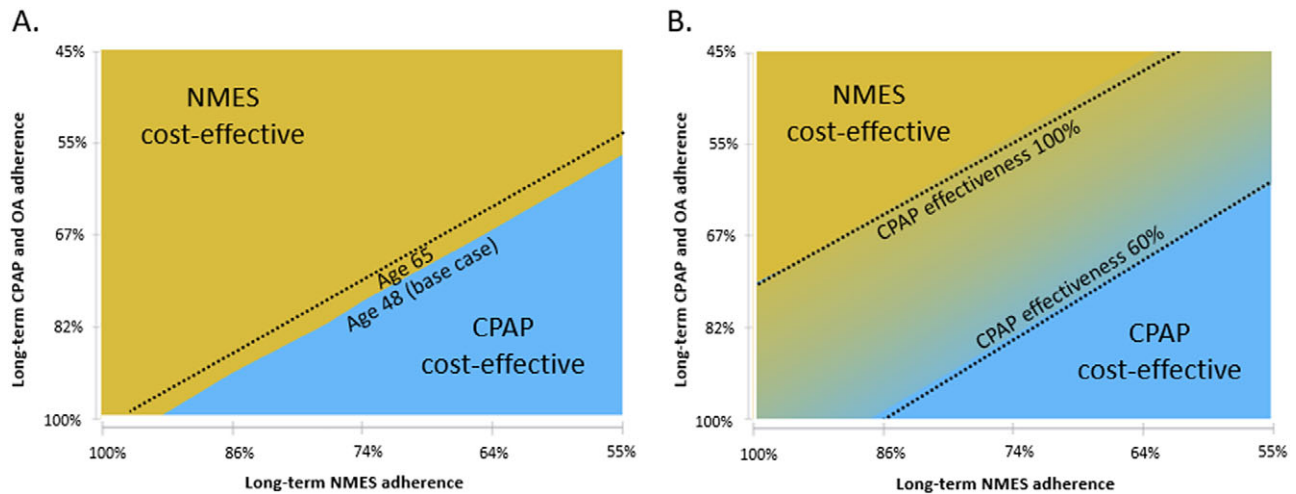 A.
Long-term CPAP and OA adherence
45%
55%
67%
82%
100%
NMES
cost-effective
Age 65
Age 48 (base case)
CPAP
cost-effective
100%
86%
74%
64%
55%
Long-term NMES adherence
B.
Long-term CPAP and OA adherence
45%
55%
67%
82%
100%
NMES
cost-effective
CPAP effectiveness 100%
CPAP effectiveness 60%
CPAP
cost-effective
100%
86%
74%
64%
55%
Long-term NMES adherence